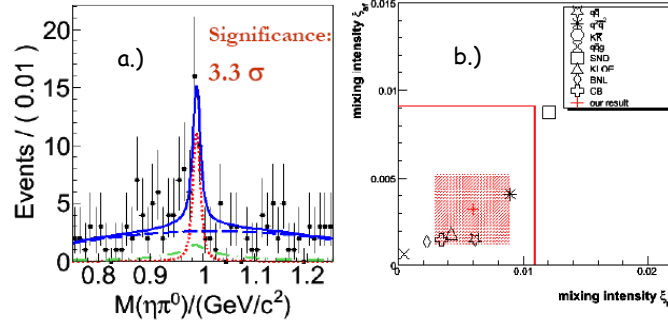 a.)
Significance:
3.3 σ
Events / ( 0.01 )
20
15
10
5
0
0.8
0.9
1
1.1
1.2
M(ηπ⁰)/(GeV/c²)
b.)
mixing intensity ξ
0.01
0.005
0
0
0.01
0.02
mixing intensity ξ
KK̄
SND
KLOE
BNL
CB
our result